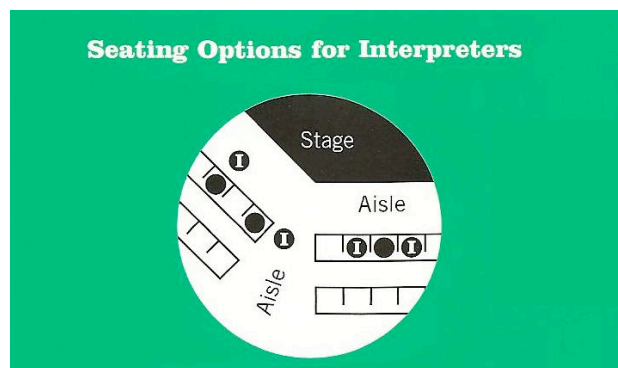 Seating Options for Interpreters
Stage
I
Aisle
I
I
I
Aisle